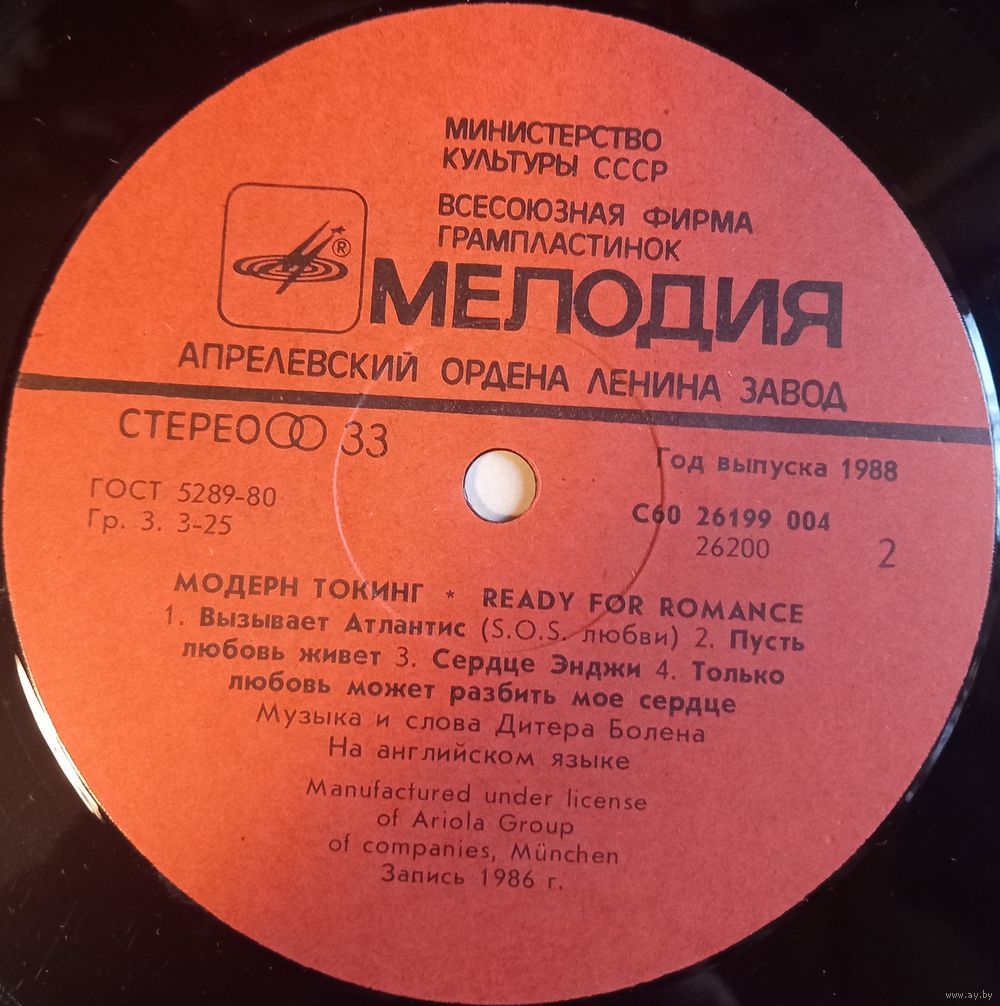 МИНИСТЕРСТВО
КУЛЬТУРЫ СССР
ВСЕСОЮЗНАЯ ФИРМА
ГРАМПЛАСТИНОК
®
МЕЛОДИЯ
АПРЕЛЕВСКИЙ ОРДЕНА ЛЕНИНА ЗАВОД
СТЕРЕО 33
Год выпуска 1988
ГОСТ 5289-80
Гр. 3. 3-25
С60 26199 004
26200
2
МОДЕРН ТОКИНГ * READY FOR ROMANCE
1. Вызывает Атлантис (S.O.S. любви) 2. Пусть
любовь живет 3. Сердце Энджи 4. Только
любовь может разбить мое сердце
Музыка и слова Дитера Болена
На английском языке
Manufactured under license
of Ariola Group
of companies, München
Запись 1986 г.
www.ay.by